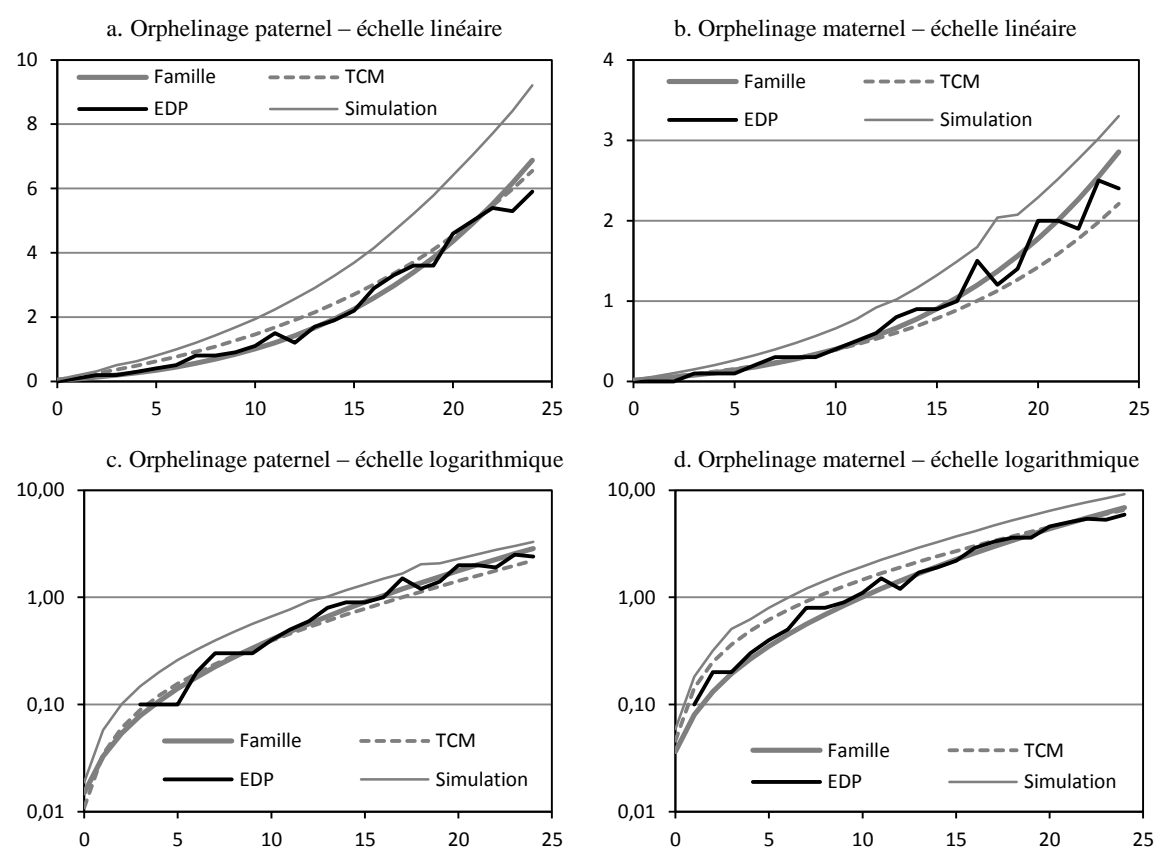 a. Orphelinage paternel – échelle linéaire
10
8
6
4
2
0
Famille
TCM
EDP
Simulation
0 5 10 15 20 25
b. Orphelinage maternel – échelle linéaire
4
3
2
1
0
Famille
TCM
EDP
Simulation
0 5 10 15 20 25
c. Orphelinage paternel – échelle logarithmique
10,00
1,00
0,10
0,01
Famille
TCM
EDP
Simulation
0 5 10 15 20 25
d. Orphelinage maternel – échelle logarithmique
10,00
1,00
0,10
0,01
Famille
TCM
EDP
Simulation
0 5 10 15 20 25